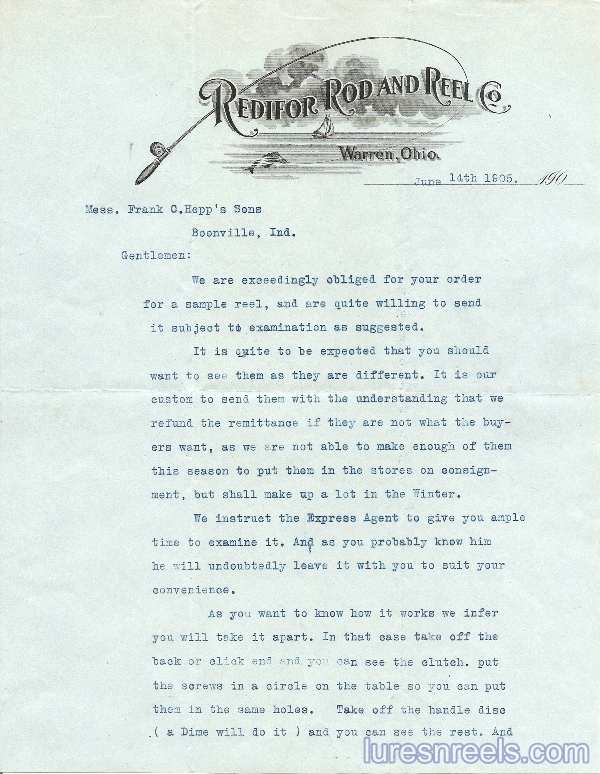 REDIFOR ROD AND REEL CO.
Warren, Ohio.
June 14th 1905. 190
Mess. Frank C.Hepp's Sons
Boonville, Ind.
Gentlemen:
We are exceedingly obliged for your order
for a sample reel, and are quite willing to send
it subject to examination as suggested.
It is quite to be expected that you should
want to see them as they are different. It is our
custom to send them with the understanding that we
refund the remittance if they are not what the buy-
ers want, as we are not able to make enough of them
this season to put them in the stores on consign-
ment, but shall make up a lot in the Winter.
We instruct the Express Agent to give you ample
time to examine it. And as you probably know him
he will undoubtedly leave it with you to suit your
convenience.
As you want to know how it works we infer
you will take it apart. In that case take off the
back or click end and you can see the clutch. put
the screws in a circle on the table so you can put
them in the same holes. Take off the handle disc
( a Dime will do it ) and you can see the rest. And
luresnreels.com